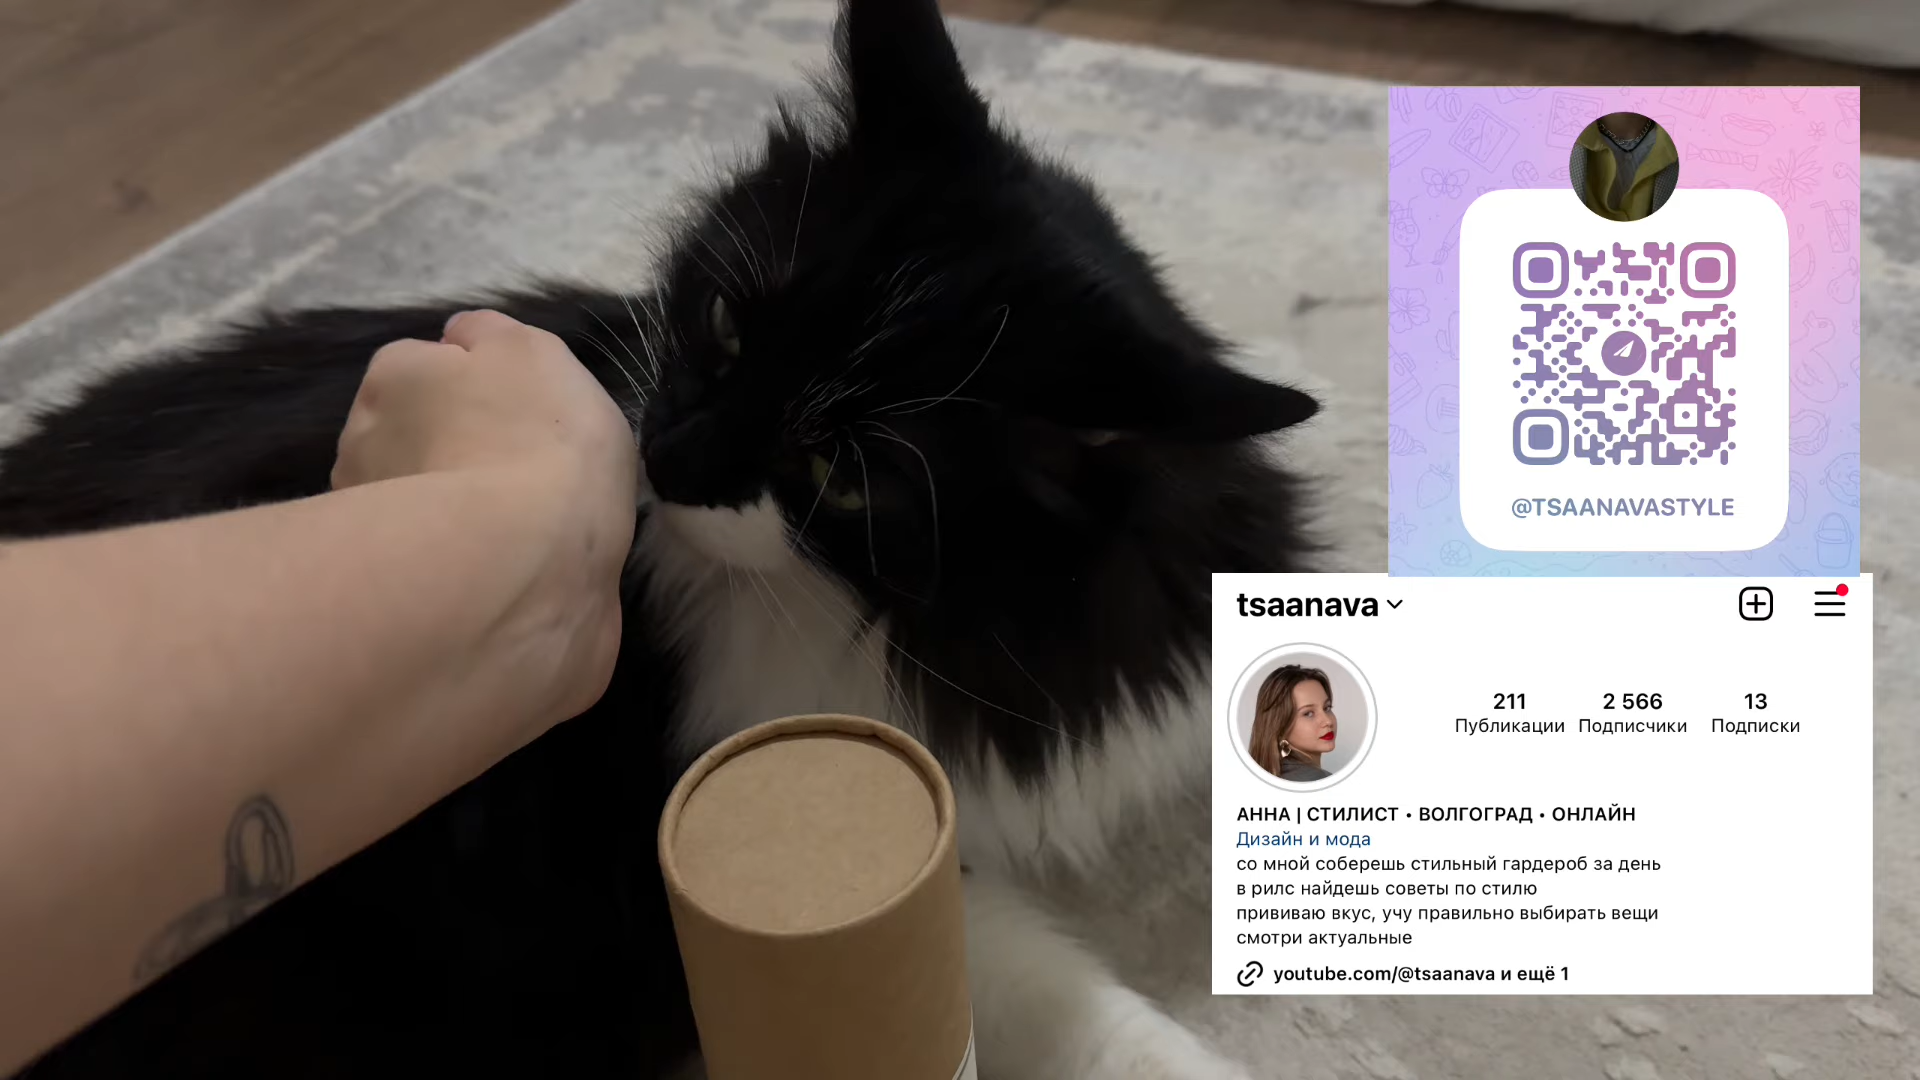 @TSAANAVASTYLE
tsaanava
211
2 566
13
Публикации
Подписчики
Подписки
АННА | СТИЛИСТ • ВОЛГОГРАД • ОНЛАЙН
Дизайн и мода
со мной соберешь стильный гардероб за день
в рилс найдешь советы по стилю
прививаю вкус, учу правильно выбирать вещи
смотри актуальные
youtube.com/@tsaanava и ещё 1